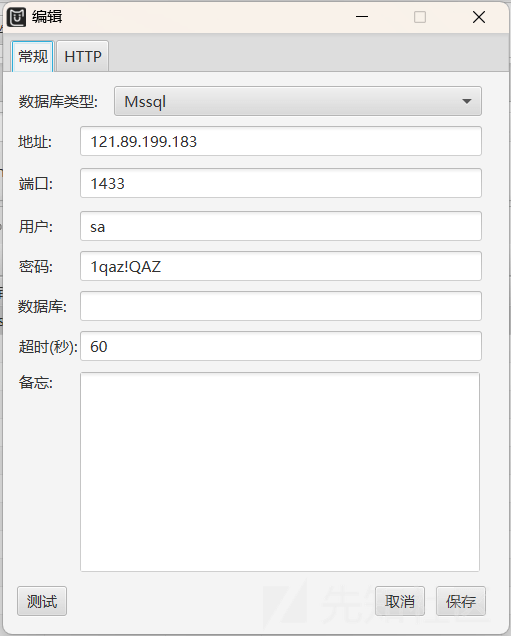 编辑
常规 HTTP
数据库类型: Mssql
地址: 121.89.199.183
端口: 1433
用户: sa
密码: 1qaz!QAZ
数据库:
超时(秒): 60
备忘:
测试 取消 保存